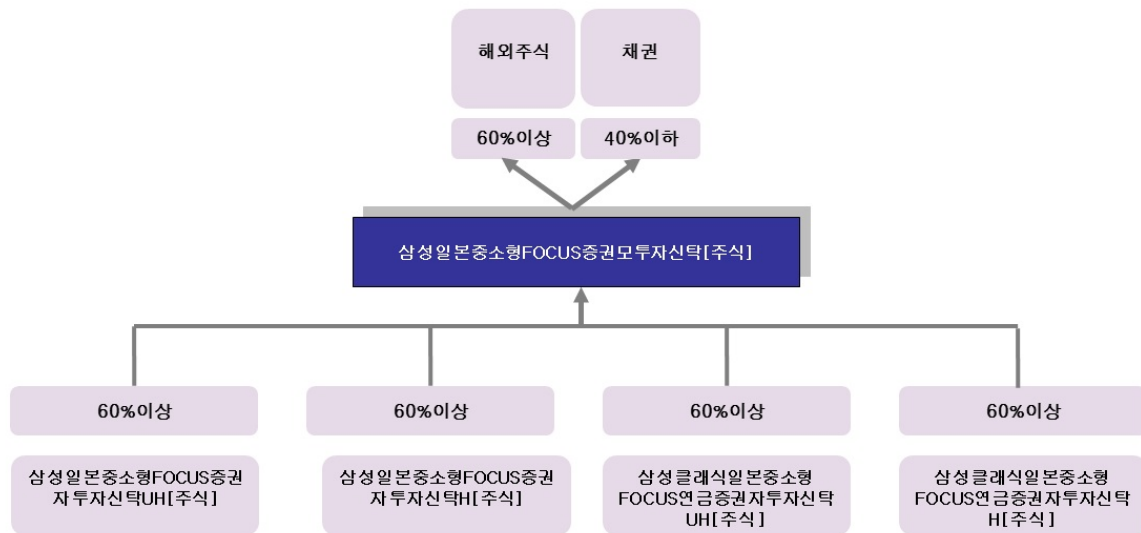 해외주식
채권
60%이상
40%이하
삼성일본중소형FOCUS증권모투자신탁[주식]
60%이상
60%이상
60%이상
60%이상
삼성일본중소형FOCUS증권
자투자신탁UH[주식]
삼성일본중소형FOCUS증권
자투자신탁H[주식]
삼성클래식일본중소형
FOCUS연금증권자투자신탁
UH[주식]
삼성클래식일본중소형
FOCUS연금증권자투자신탁
H[주식]